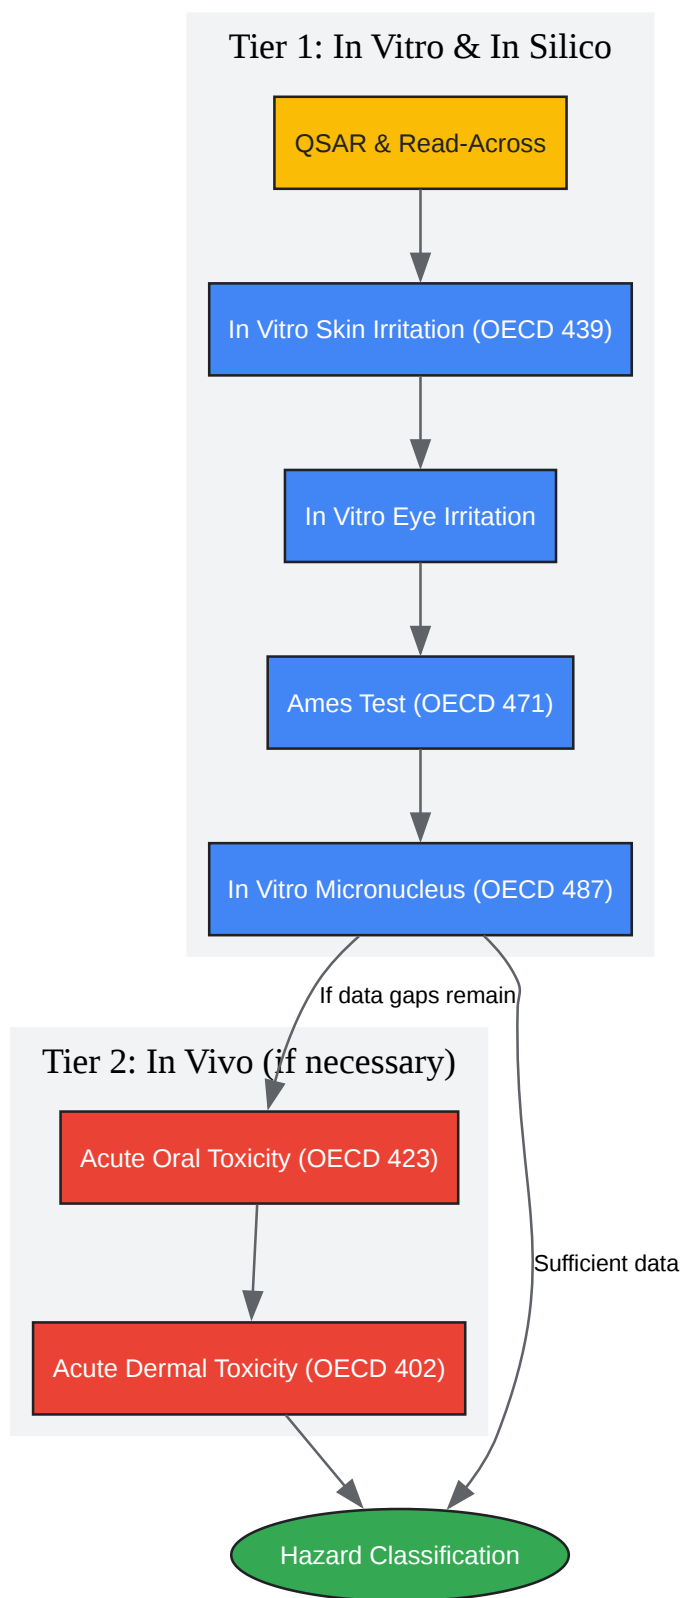 Tier 1: In Vitro & In Silico
QSAR & Read-Across
In Vitro Skin Irritation (OECD 439)
In Vitro Eye Irritation
Ames Test (OECD 471)
In Vitro Micronucleus (OECD 487)
If data gaps remain
Tier 2: In Vivo (if necessary)
Acute Oral Toxicity (OECD 423)
Sufficient data
Acute Dermal Toxicity (OECD 402)
Hazard Classification